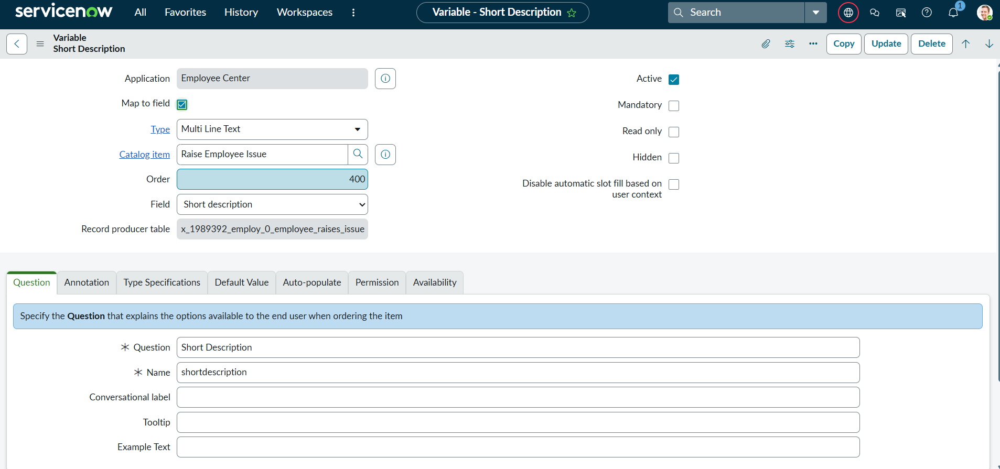 servicenow All Favorites History Workspaces Variable - Short Description Search 1
Variable
Short Description
Copy Update Delete
Application Employee Center
Active
Map to field
Mandatory
Type Multi Line Text
Read only
Catalog item Raise Employee Issue
Hidden
Order 400
Disable automatic slot fill based on
user context
Field Short description
Record producer table x_1989392_employ_0_employee_raises_issue
Question Annotation Type Specifications Default Value Auto-populate Permission Availability
Specify the Question that explains the options available to the end user when ordering the item
Question Short Description
Name shortdescription
Conversational label
Tooltip
Example Text